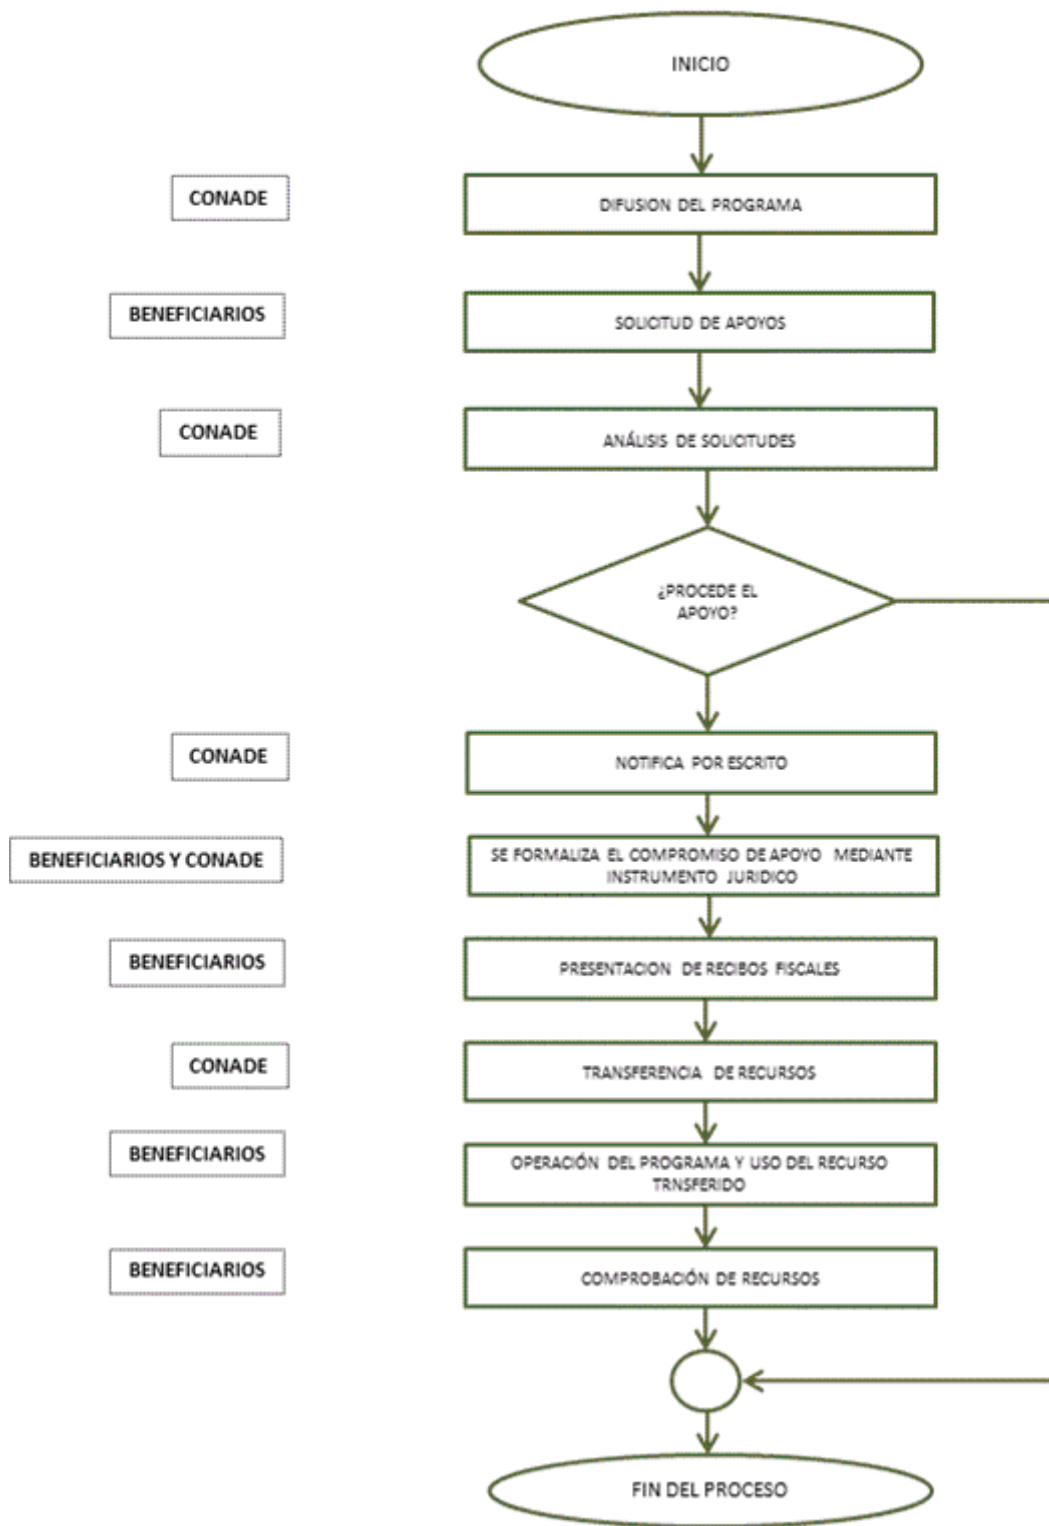 INICIO
CONADE
DIFUSION DEL PROGRAMA
BENEFICIARIOS
SOLICITUD DE APOYOS
CONADE
ANÁLISIS DE SOLICITUDES
¿PROCEDE EL
APOYO?
CONADE
NOTIFICA POR ESCRITO
BENEFICIARIOS Y CONADE
SE FORMALIZA EL COMPROMISO DE APOYO MEDIANTE
INSTRUMENTO JURIDICO
BENEFICIARIOS
PRESENTACION DE RECIBOS FISCALES
CONADE
TRANSFERENCIA DE RECURSOS
BENEFICIARIOS
OPERACIÓN DEL PROGRAMA Y USO DEL RECURSO
TRNSFERIDO
BENEFICIARIOS
COMPROBACIÓN DE RECURSOS
FIN DEL PROCESO